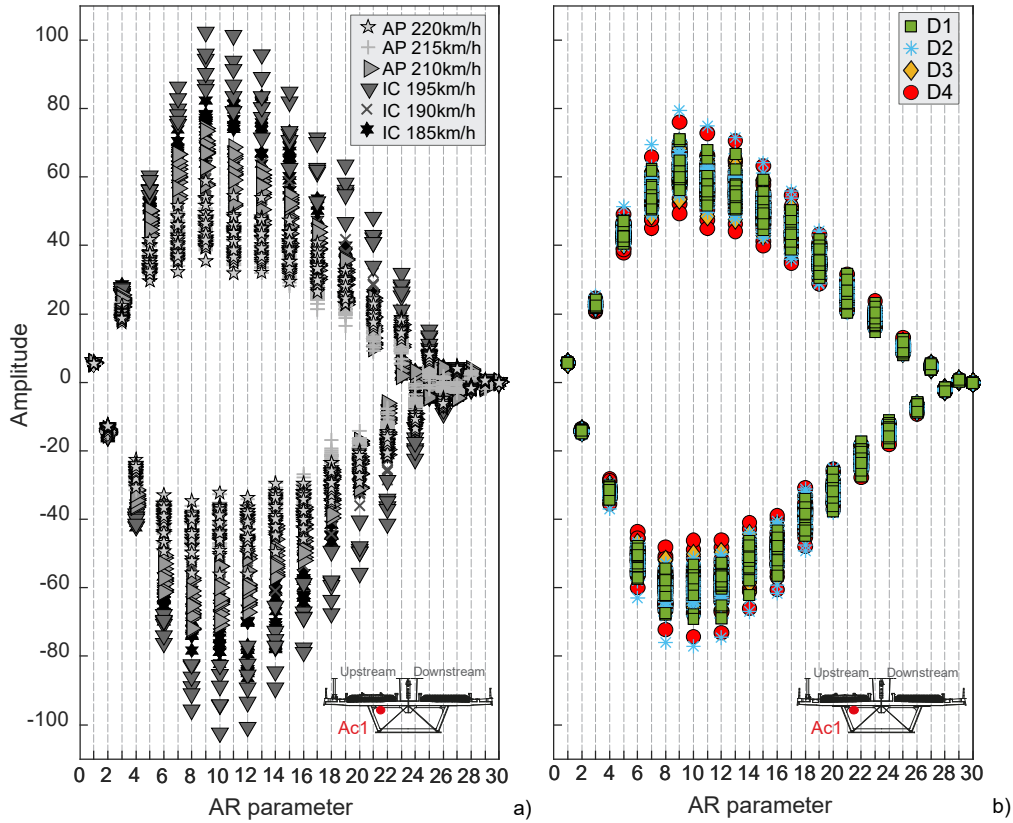 100
80
60
40
20
0
-20
-40
-60
-80
-100
Amplitude
AP 220km/h
AP 215km/h
AP 210km/h
IC 195km/h
IC 190km/h
IC 185km/h
Upstream Downstream
Ac1
0 2 4 6 8 10 12 14 16 18 20 22 24 26 28 30
AR parameter
a)
D1
D2
D3
D4
Upstream Downstream
Ac1
0 2 4 6 8 10 12 14 16 18 20 22 24 26 28 30
AR parameter
b)